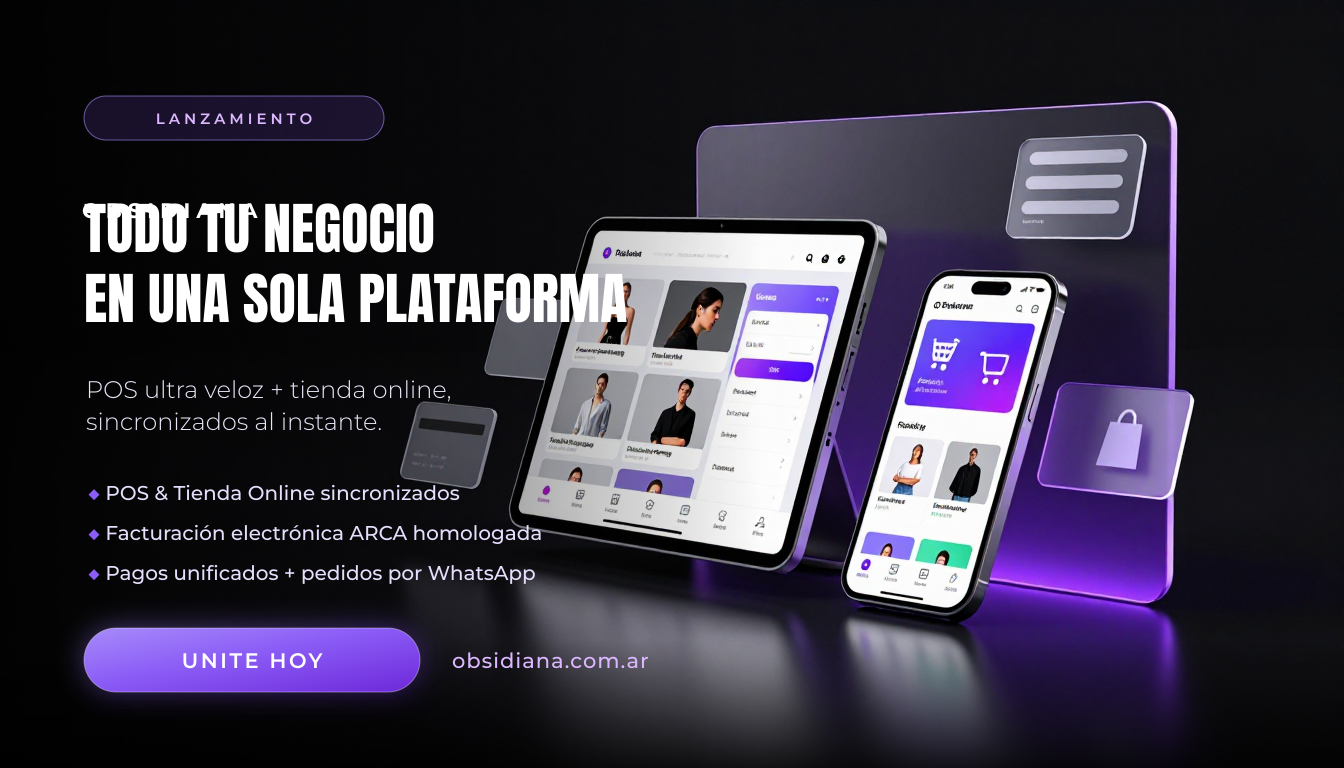 LANZAMIENTO
OBSIDIANA
TODO TU NEGOCIO
EN UNA SOLA PLATAFORMA
POS ultra veloz + tienda online,
sincronizados al instante.
POS & Tienda Online sincronizados
Facturación electrónica ARCA homologada
Pagos unificados + pedidos por WhatsApp
UNITE HOY
obsidiana.com.ar